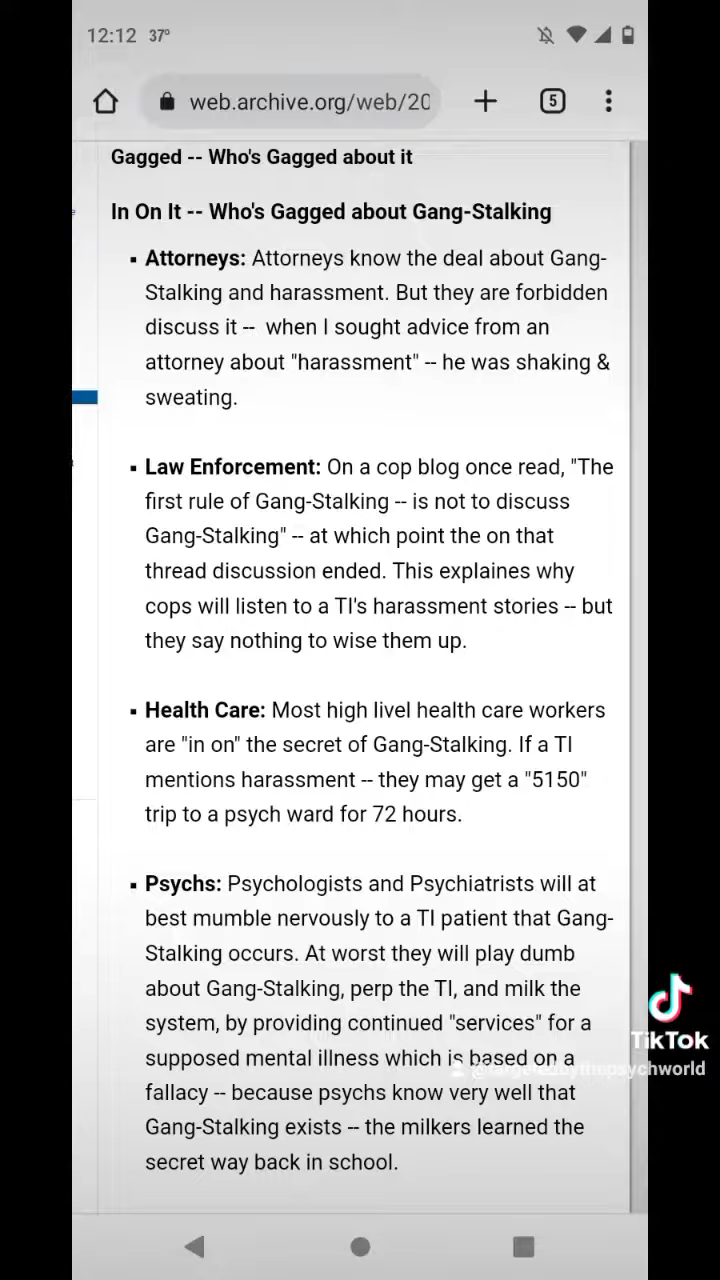 12:12 37º
web.archive.org/web/20
5
Gagged -- Who's Gagged about it
In On It -- Who's Gagged about Gang-Stalking
▪ Attorneys: Attorneys know the deal about Gang-
Stalking and harassment. But they are forbidden
discuss it -- when I sought advice from an
attorney about "harassment" -- he was shaking &
sweating.
▪ Law Enforcement: On a cop blog once read, "The
first rule of Gang-Stalking -- is not to discuss
Gang-Stalking" -- at which point the on that
thread discussion ended. This explaines why
cops will listen to a TI's harassment stories -- but
they say nothing to wise them up.
▪ Health Care: Most high livel health care workers
are "in on" the secret of Gang-Stalking. If a TI
mentions harassment -- they may get a "5150"
trip to a psych ward for 72 hours.
▪ Psychs: Psychologists and Psychiatrists will at
best mumble nervously to a TI patient that Gang-
Stalking occurs. At worst they will play dumb
about Gang-Stalking, perp the TI, and milk the
system, by providing continued "services" for a
supposed mental illness which is based on a
fallacy -- because psychs know very well that
Gang-Stalking exists -- the milkers learned the
secret way back in school.
TikTok
@targetedbythepsychworld